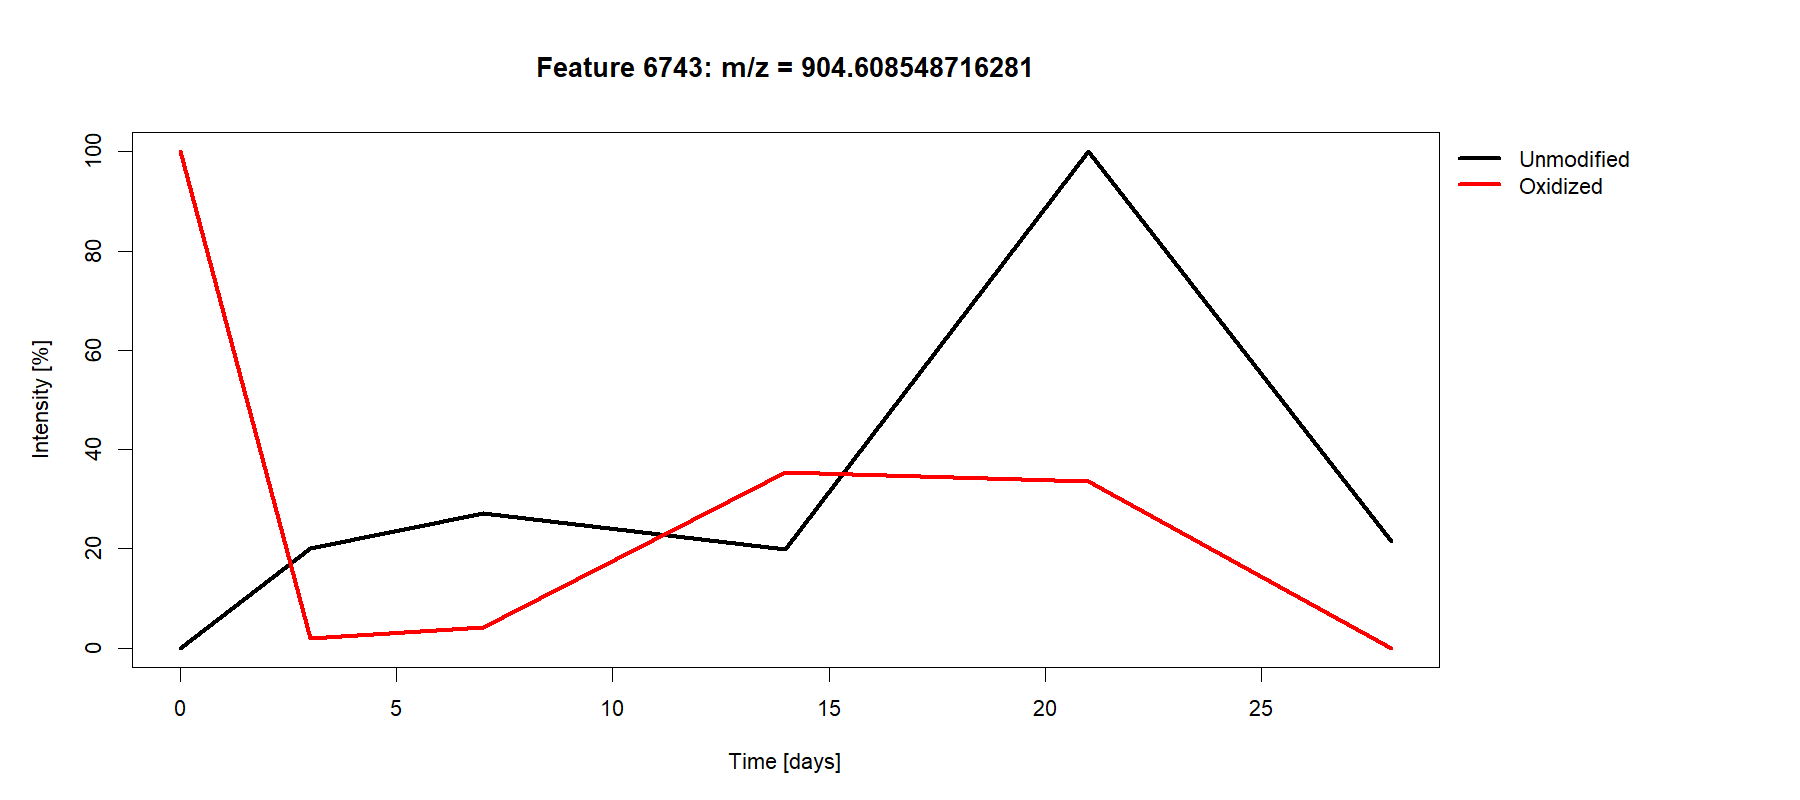 Feature 6743: m/z = 904.608548716281
Unmodified
Oxidized
Intensity [%]
100
80
60
40
20
0
0 5 10 15 20 25
Time [days]